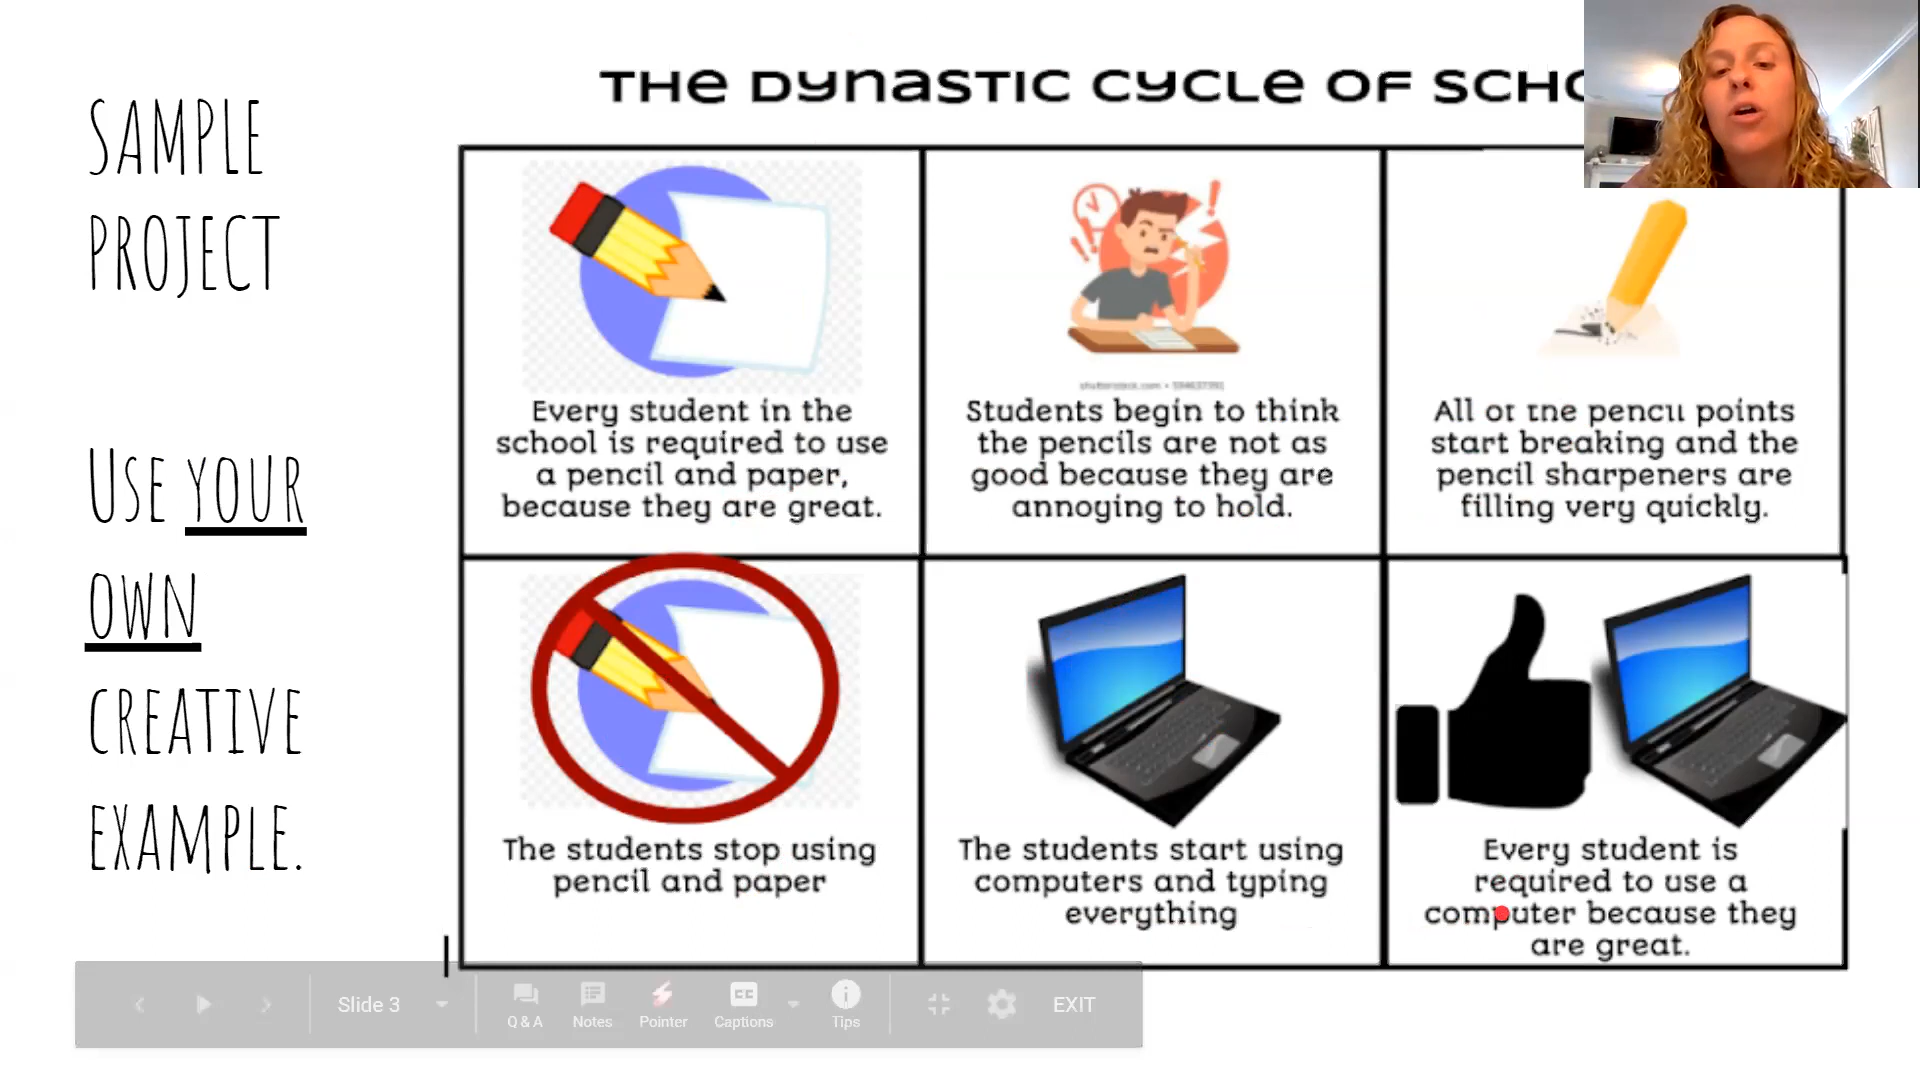 SAMPLE
PROJECT
USE YOUR
OWN
CREATIVE
EXAMPLE.
THE DYNASTIC CYCLE OF SCHO
Every student in the
school is required to use
a pencil and paper,
because they are great.
Students begin to think
the pencils are not as
good because they are
annoying to hold.
All of the pencil points
start breaking and the
pencil sharpeners are
filling very quickly.
The students stop using
pencil and paper
The students start using
computers and typing
everything
Every student is
required to use a
computer because they
are great.
Slide 3
Q & A
Notes
Pointer
CC
Captions
Tips
EXIT